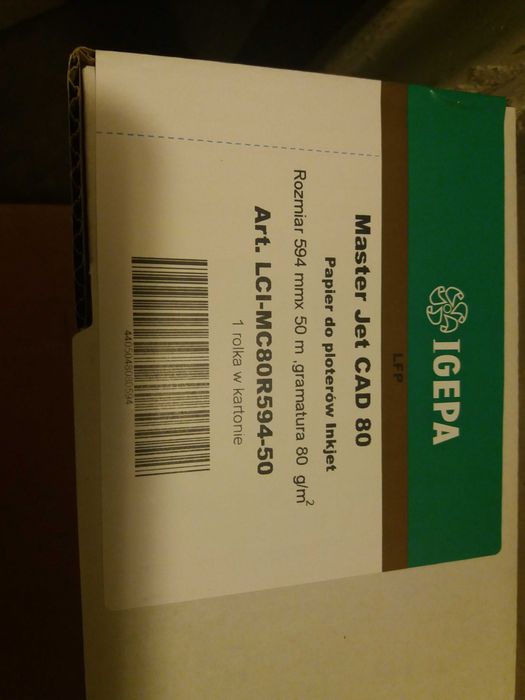 IGEPA
LFP
Master Jet CAD 80
Papier do ploterów Inkjet
Rozmiar 594 mmx 50 m ,gramatura 80 g/m²
Art. LCI-MC80R594-50
1 rolka w kartonie